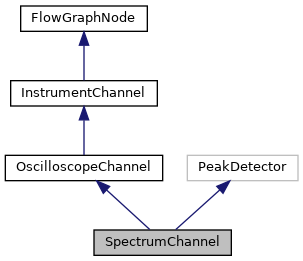 FlowGraphNode
InstrumentChannel
OscilloscopeChannel
PeakDetector
SpectrumChannel